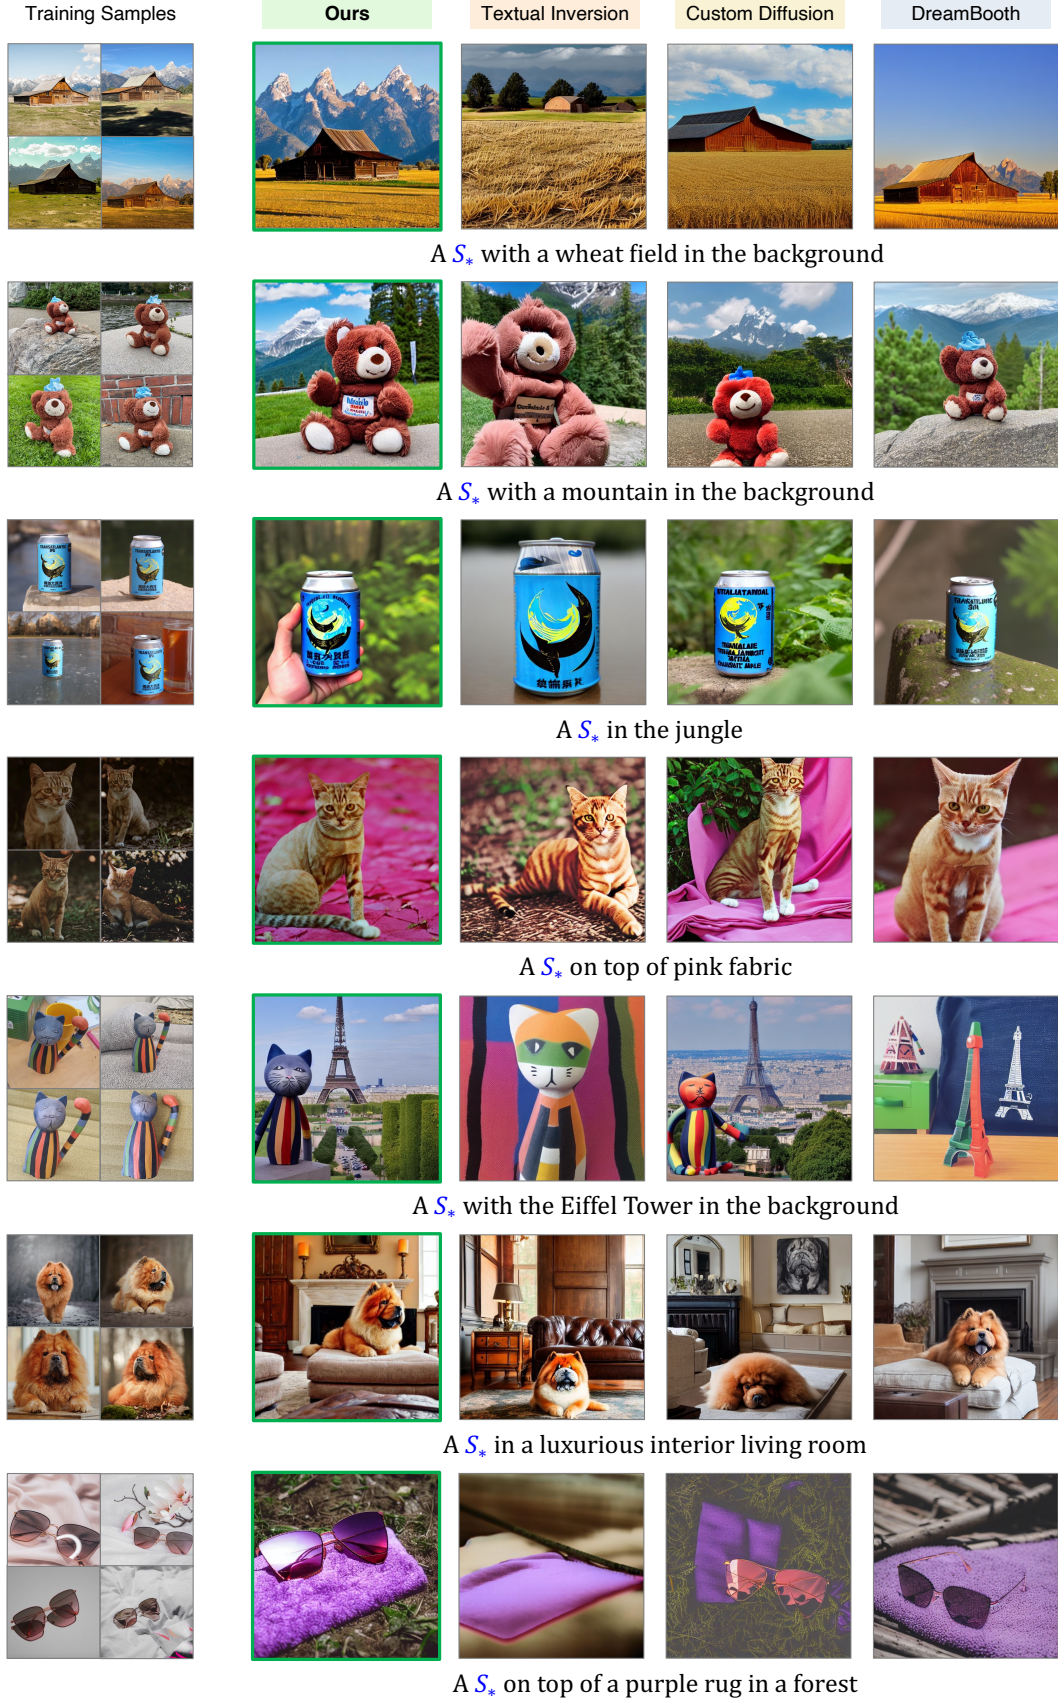 Training Samples
Ours
Textual Inversion
Custom Diffusion
DreamBooth
A S* with a wheat field in the background
A S* with a mountain in the background
A S* in the jungle
A S* on top of pink fabric
A S* with the Eiffel Tower in the background
A S* in a luxurious interior living room
A S* on top of a purple rug in a forest